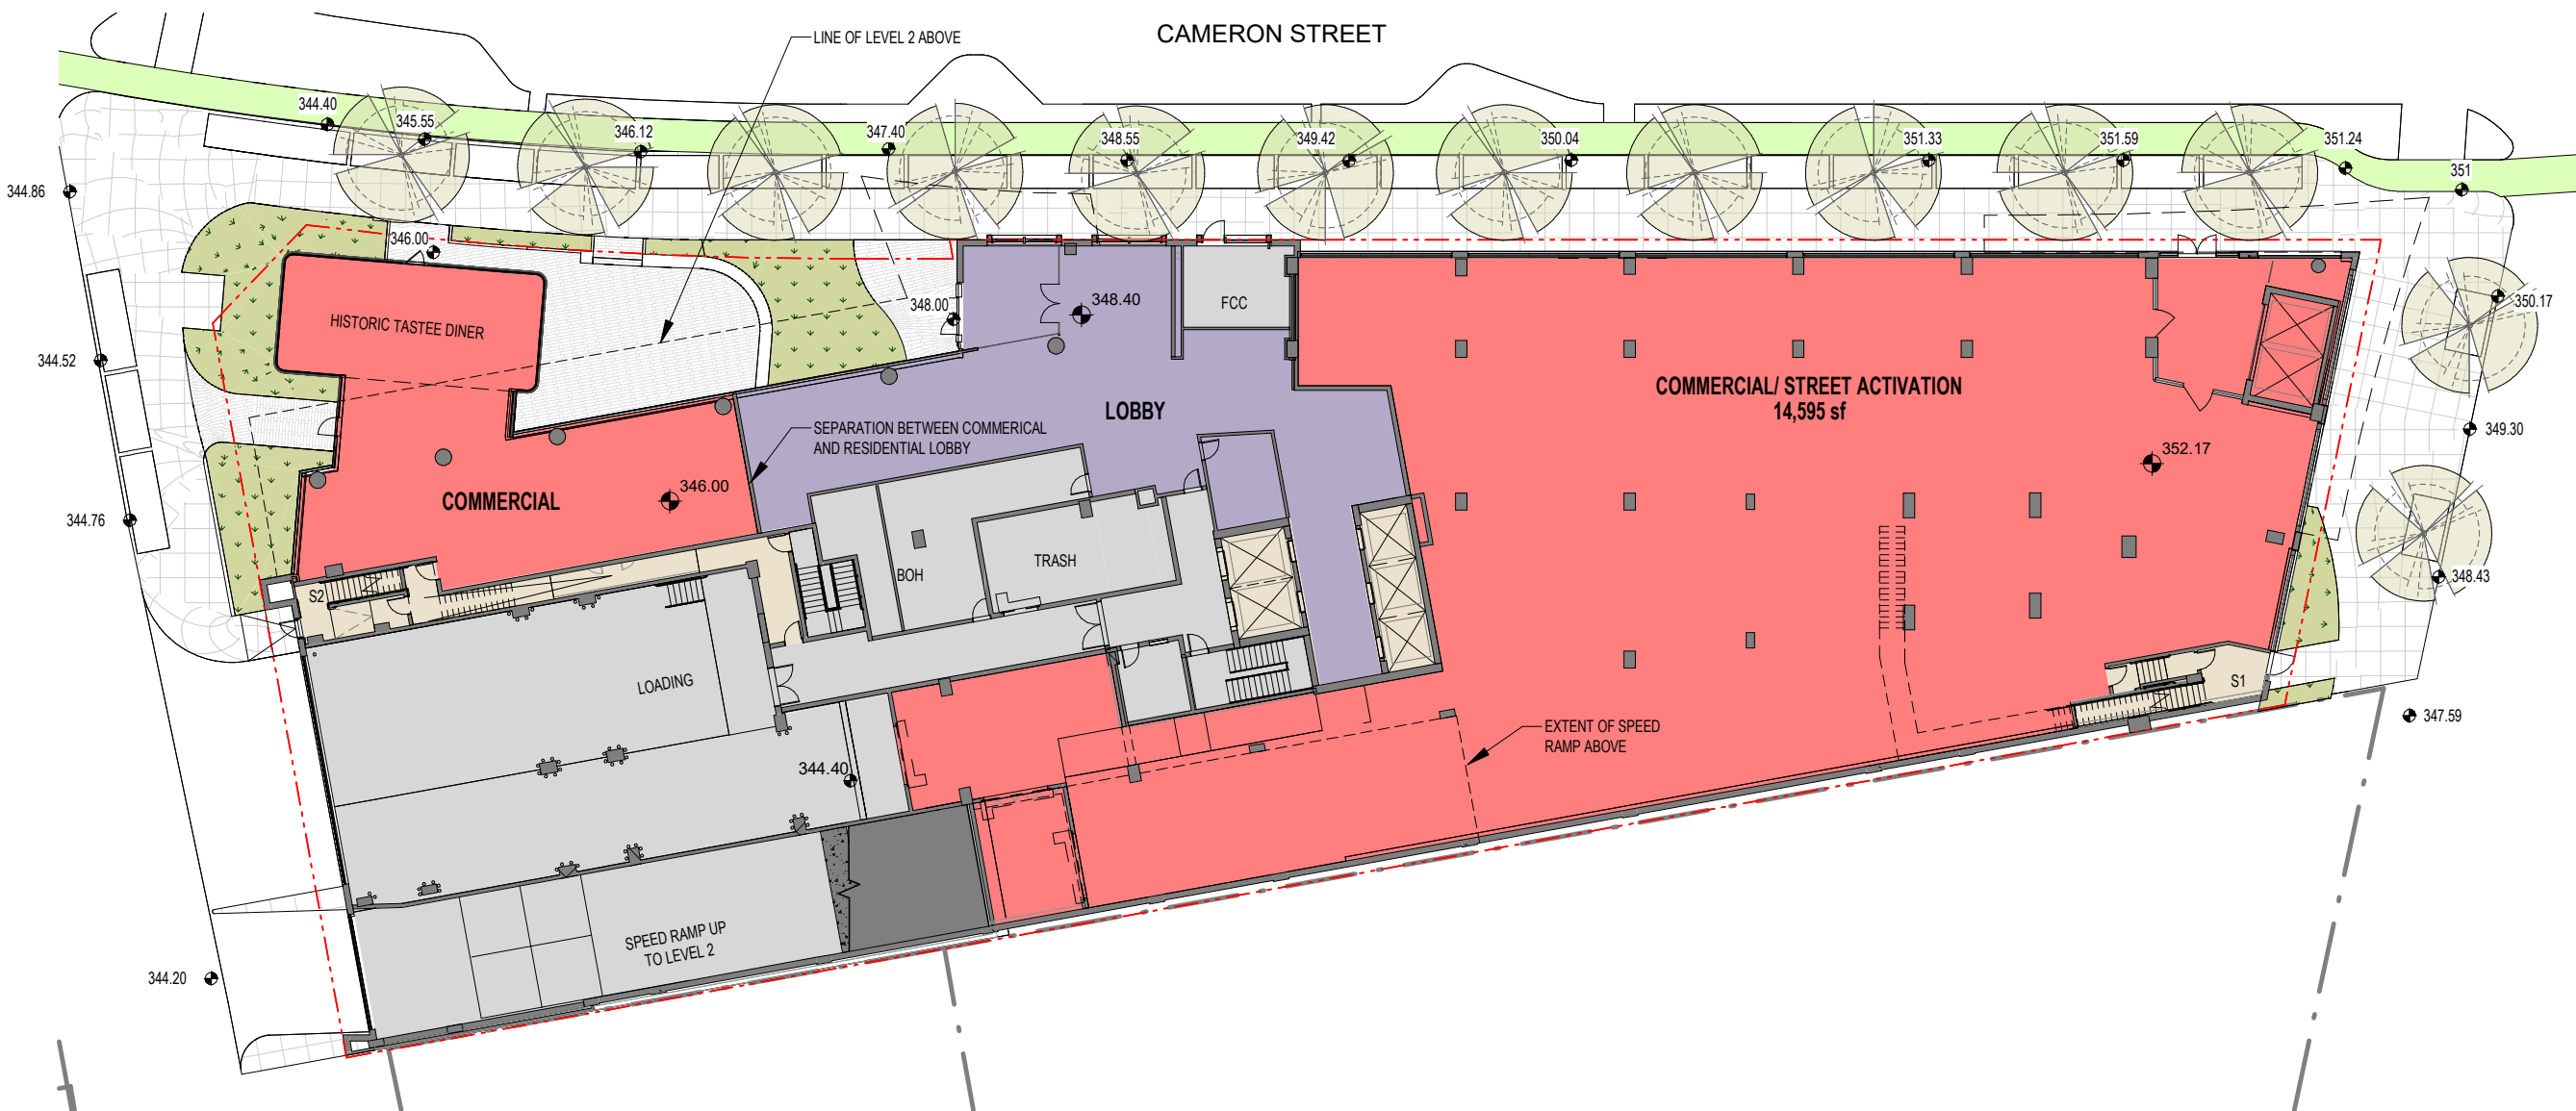 CAMERON STREET
LINE OF LEVEL 2 ABOVE
344.40
345.55
346.12
347.40
348.55
349.42
350.04
351.33
351.59
351.24
351
344.86
346.00
348.00
348.40
FCC
350.17
HISTORIC TASTEE DINER
344.52
LOBBY
COMMERCIAL/ STREET ACTIVATION
14,595 sf
349.30
SEPARATION BETWEEN COMMERICAL
AND RESIDENTIAL LOBBY
352.17
COMMERCIAL
346.00
344.76
BOH
TRASH
348.43
S2
LOADING
S1
347.59
EXTENT OF SPEED
RAMP ABOVE
344.40
SPEED RAMP UP
TO LEVEL 2
344.20